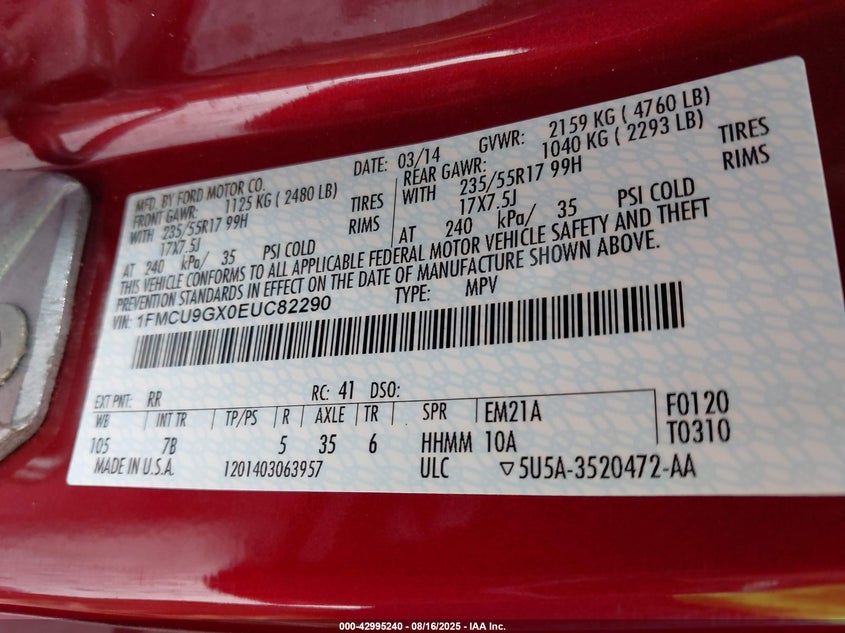 MFD. BY FORD MOTOR CO. DATE: 03/14 GVWR: 2159 KG ( 4760 LB)
FRONT GAWR: 1125 KG ( 2480 LB) REAR GAWR: 1040 KG ( 2293 LB)
WITH 235/55R17 99H TIRES WITH 235/55R17 99H TIRES
17X7.5J RIMS 17X7.5J RIMS
AT 240 kPa/ 35 PSI COLD AT 240 kPa/ 35 PSI COLD
THIS VEHICLE CONFORMS TO ALL APPLICABLE FEDERAL MOTOR VEHICLE SAFETY AND THEFT
PREVENTION STANDARDS IN EFFECT ON THE DATE OF MANUFACTURE SHOWN ABOVE.
VIN: 1FMCU9GX0EUC82290 TYPE: MPV
EXT PNT: RR RC: 41 DSO:
WB INT TR TP/PS R AXLE TR SPR EM21A F0120
105 7B 5 35 6 HHMM 10A T0310
MADE IN U.S.A. 1201403063957 ULC ▽5U5A-3520472-AA
000-42995240 - 08/16/2025 - IAA Inc.